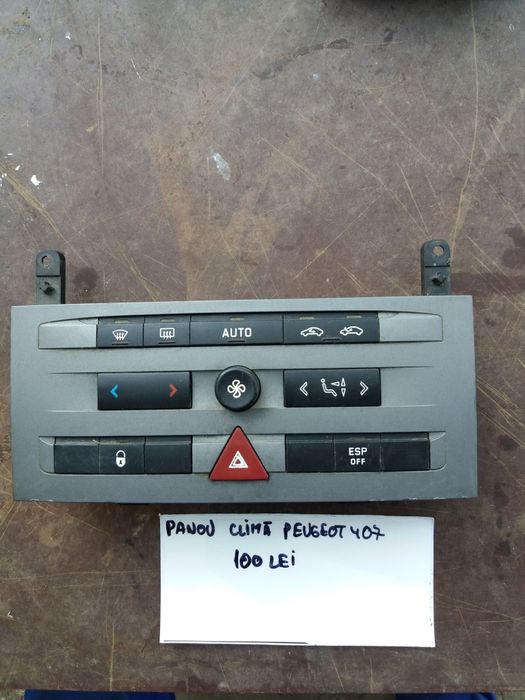 AUTO
ESP
OFF
PANOU CLIMĂ PEUGEOT 407
100 LEI